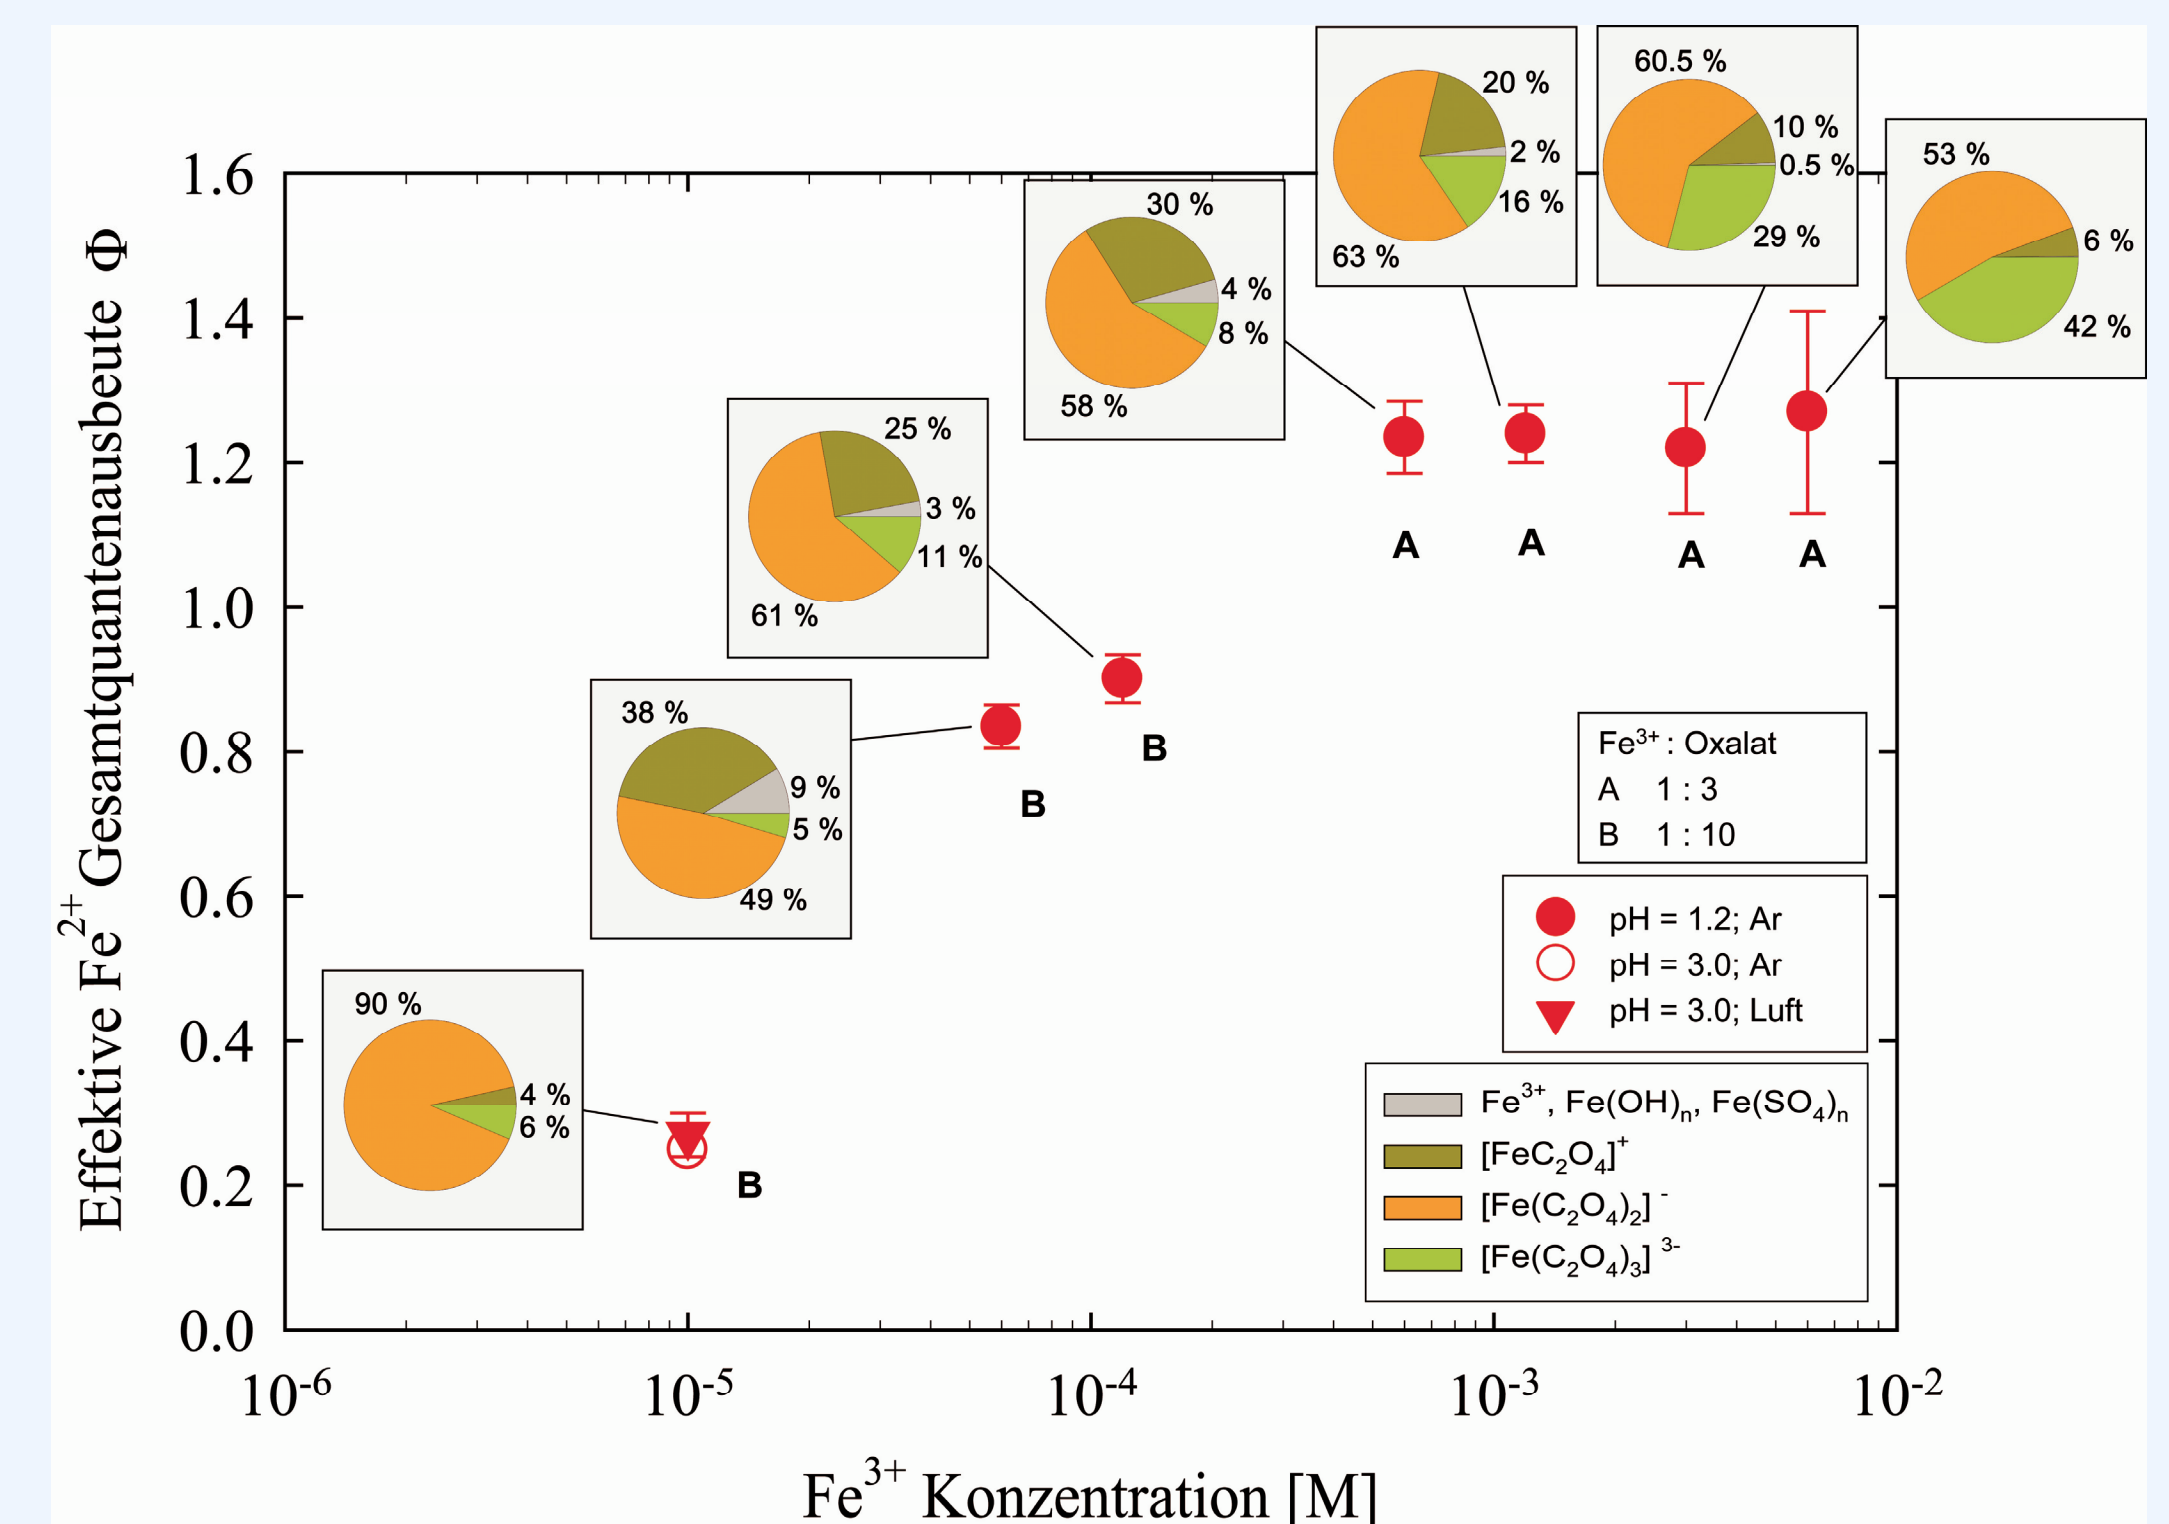 60.5 %
20 %
10 %
2 %
0.5 %
53 %
16 %
29 %
6 %
63 %
42 %
30 %
4 %
8 %
58 %
25 %
3 %
11 %
61 %
38 %
9 %
5 %
49 %
90 %
4 %
6 %
1.6
1.4
1.2
1.0
0.8
0.6
0.4
0.2
0.0
Effektive Fe²⁺ Gesamtquantenausbeute Φ
A
A
A
A
B
B
B
Fe³⁺ : Oxalat
A 1 : 3
B 1 : 10
pH = 1.2; Ar
pH = 3.0; Ar
pH = 3.0; Luft
Fe³⁺, Fe(OH)ₙ, Fe(SO₄)ₙ
[FeC₂O₄]⁺
[Fe(C₂O₄)₂]⁻
[Fe(C₂O₄)₃]³⁻
10⁻⁶ 10⁻⁵ 10⁻⁴ 10⁻³ 10⁻²
Fe³⁺ Konzentration [M]